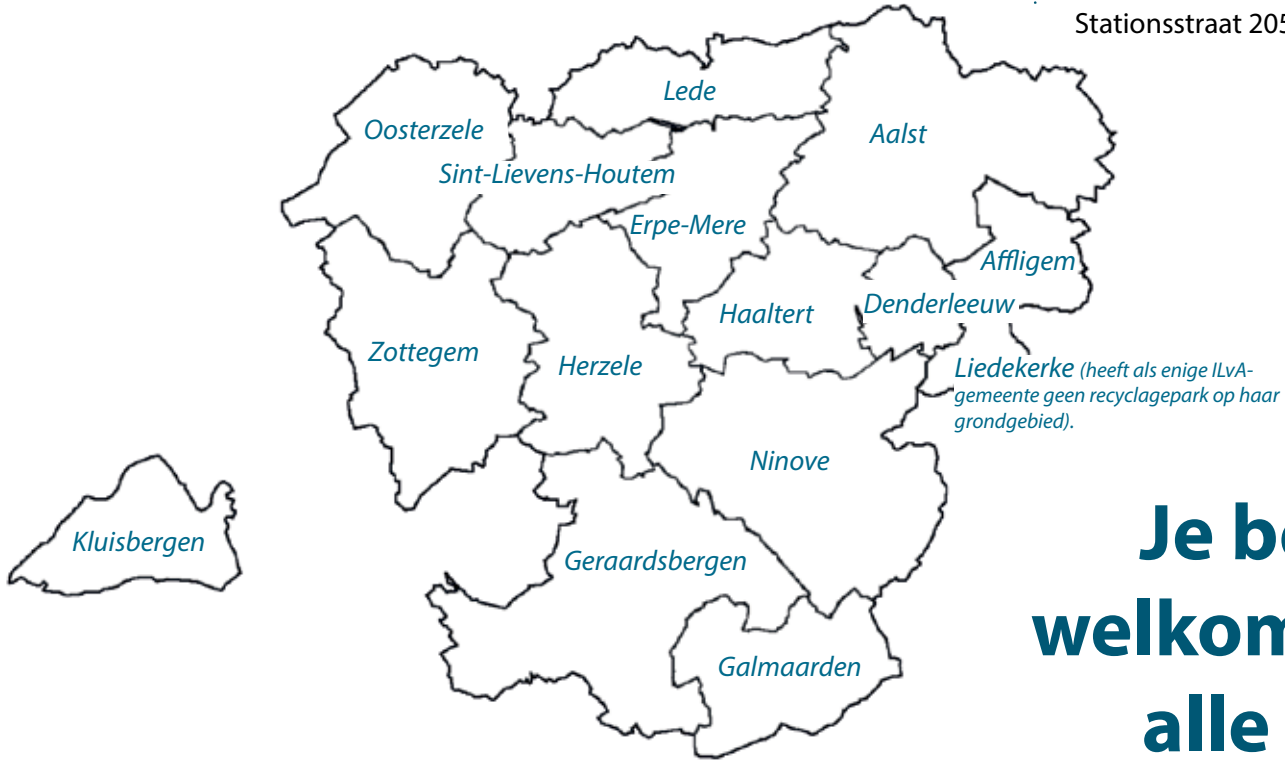 Stationsstraat 205
Lede
Oosterzele
Aalst
Sint-Lievens-Houtem
Erpe-Mere
Affligem
Haaltert
Denderleeuw
Zottegem
Herzele
Liedekerke (heeft als enige ILvA-
gemeente geen recyclagepark op haar
grondgebied).
Ninove
Kluisbergen
Geraardsbergen
Galmaarden
Je
welkom
alle